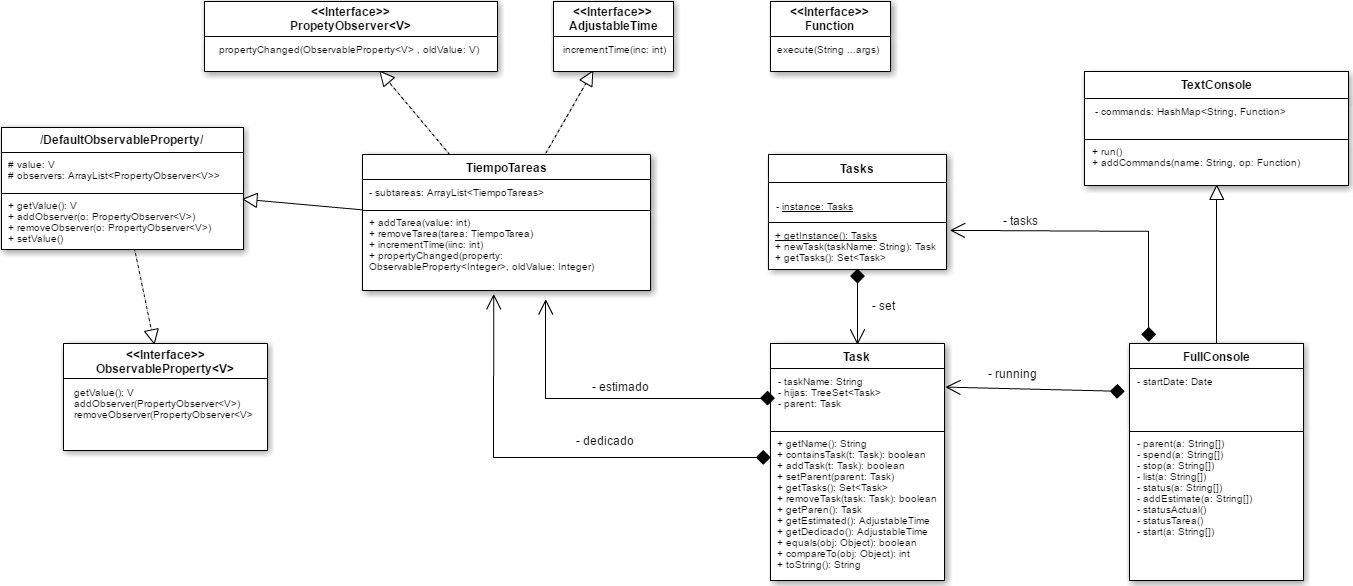 <<Interface>>
PropetyObserver<V>
propertyChanged(ObservableProperty<V> , oldValue: V)
<<Interface>>
AdjustableTime
incrementTime(inc: int)
<<Interface>>
Function
execute(String ...args)
TextConsole
- commands: HashMap<String, Function>
+ run()
+ addCommands(name: String, op: Function)
/DefaultObservableProperty/
# value: V
# observers: ArrayList<PropertyObserver<V>>
+ getValue(): V
+ addObserver(o: PropertyObserver<V>)
+ removeObserver(o: PropertyObserver<V>)
+ setValue()
TiempoTareas
- subtareas: ArrayList<TiempoTareas>
+ addTarea(value: int)
+ removeTarea(tarea: TiempoTarea)
+ incrementTime(iinc: int)
+ propertyChanged(property:
ObservableProperty<Integer>, oldValue: Integer)
Tasks
- instance: Tasks
+ getInstance(): Tasks
+ newTask(taskName: String): Task
+ getTasks(): Set<Task>
- tasks
- set
<<Interface>>
ObservableProperty<V>
getValue(): V
addObserver(PropertyObserver<V>)
removeObserver(PropertyObserver<V>
- estimado
- dedicado
Task
- taskName: String
- hijas: TreeSet<Task>
- parent: Task
+ getName(): String
+ containsTask(t: Task): boolean
+ addTask(t: Task): boolean
+ setParent(parent: Task)
+ getTasks(): Set<Task>
+ removeTask(task: Task): boolean
+ getParen(): Task
+ getEstimated(): AdjustableTime
+ getDedicado(): AdjustableTime
+ equals(obj: Object): boolean
+ compareTo(obj: Object): int
+ toString(): String
- running
FullConsole
- startDate: Date
- parent(a: String[])
- spend(a: String[])
- stop(a: String[])
- list(a: String[])
- status(a: String[])
- addEstimate(a: String[])
- statusActual()
- statusTarea()
- start(a: String[])